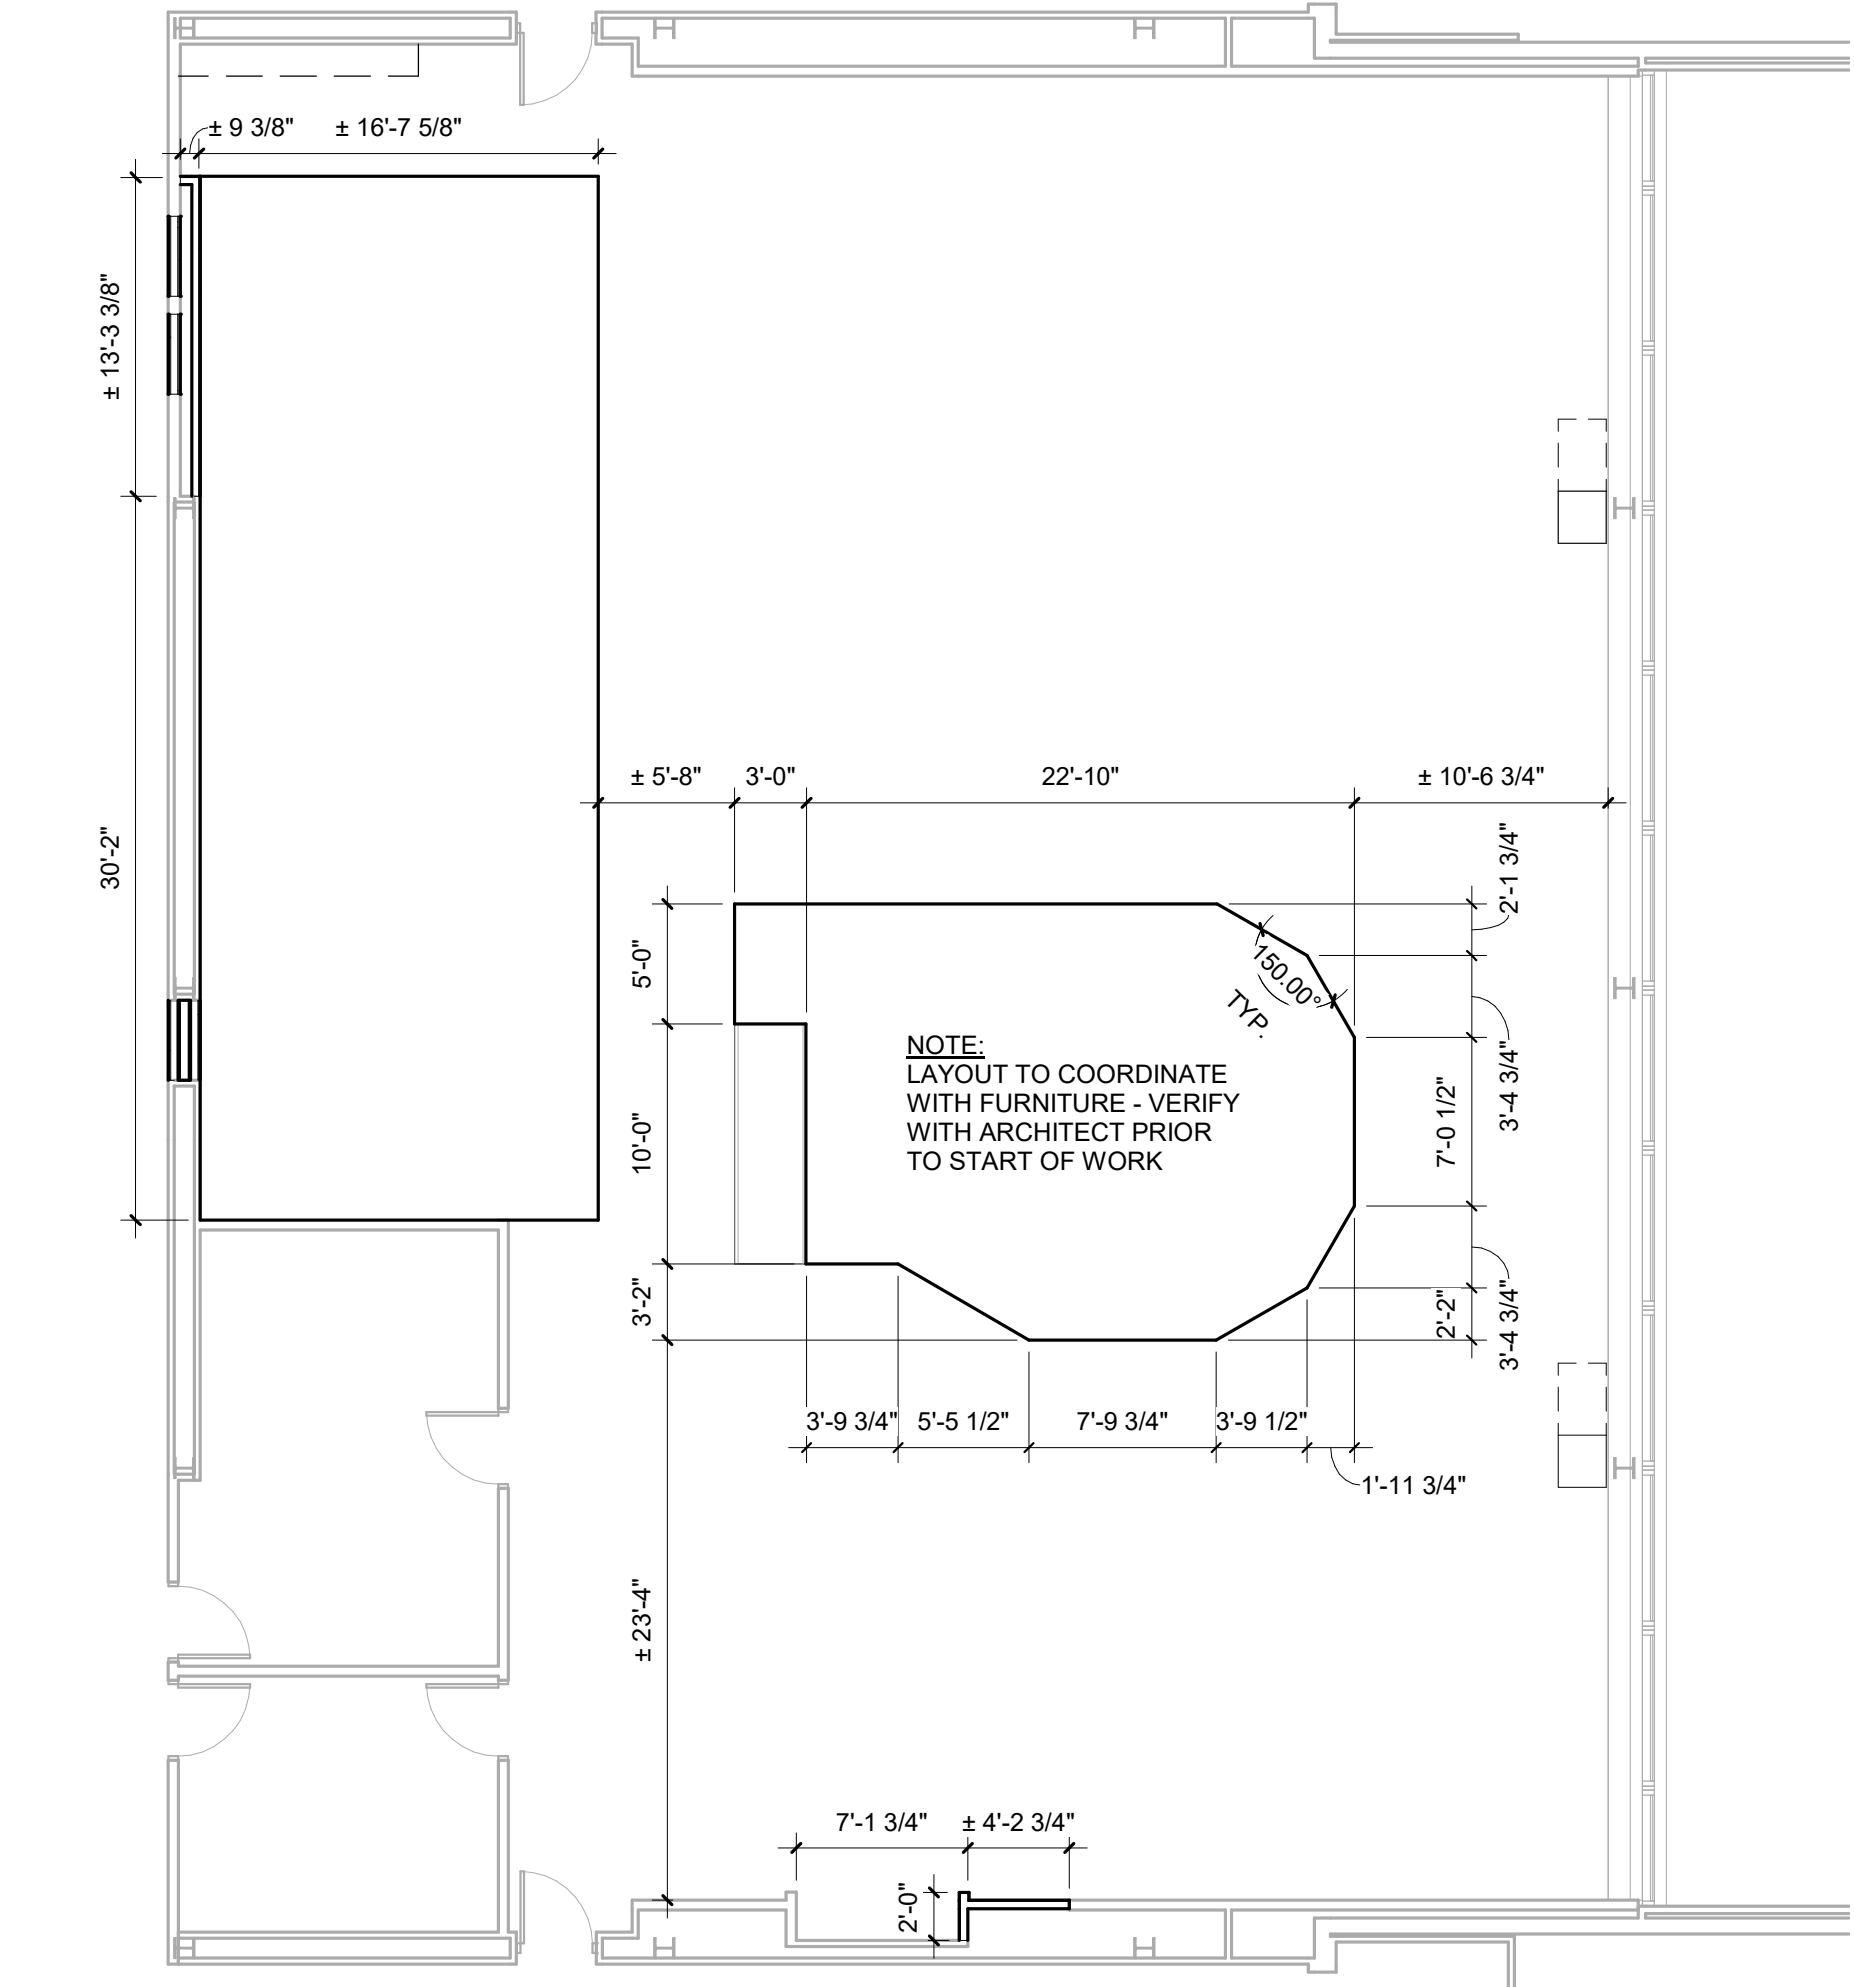 ± 9 3/8" ± 16'-7 5/8"
± 13'-3 3/8"
30'-2"
± 5'-8" 3'-0" 22'-10" ± 10'-6 3/4"
2'-1 3/4"
5'-0"
150.00°
TYP.
3'-4 3/4"
NOTE:
LAYOUT TO COORDINATE
WITH FURNITURE - VERIFY
WITH ARCHITECT PRIOR
TO START OF WORK
10'-0"
7'-0 1/2"
3'-2"
2'-2"
3'-4 3/4"
3'-9 3/4" 5'-5 1/2" 7'-9 3/4" 3'-9 1/2"
1'-11 3/4"
± 23'-4"
7'-1 3/4" ± 4'-2 3/4"
2'-0"